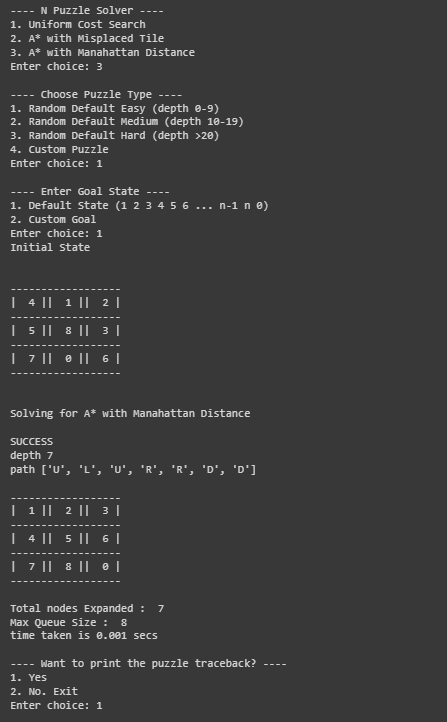 ---- N Puzzle Solver ----
1. Uniform Cost Search
2. A* with Misplaced Tile
3. A* with Manahattan Distance
Enter choice: 3
---- Choose Puzzle Type ----
1. Random Default Easy (depth 0-9)
2. Random Default Medium (depth 10-19)
3. Random Default Hard (depth >20)
4. Custom Puzzle
Enter choice: 1
---- Enter Goal State ----
1. Default State (1 2 3 4 5 6 ... n-1 n 0)
2. Custom Goal
Enter choice: 1
Initial State
------------------
| 4 || 1 || 2 |
------------------
| 5 || 8 || 3 |
------------------
| 7 || 0 || 6 |
------------------
Solving for A* with Manahattan Distance
SUCCESS
depth 7
path ['U', 'L', 'U', 'R', 'R', 'D', 'D']
------------------
| 1 || 2 || 3 |
------------------
| 4 || 5 || 6 |
------------------
| 7 || 8 || 0 |
------------------
Total nodes Expanded : 7
Max Queue Size : 8
time taken is 0.001 secs
---- Want to print the puzzle traceback? ----
1. Yes
2. No. Exit
Enter choice: 1